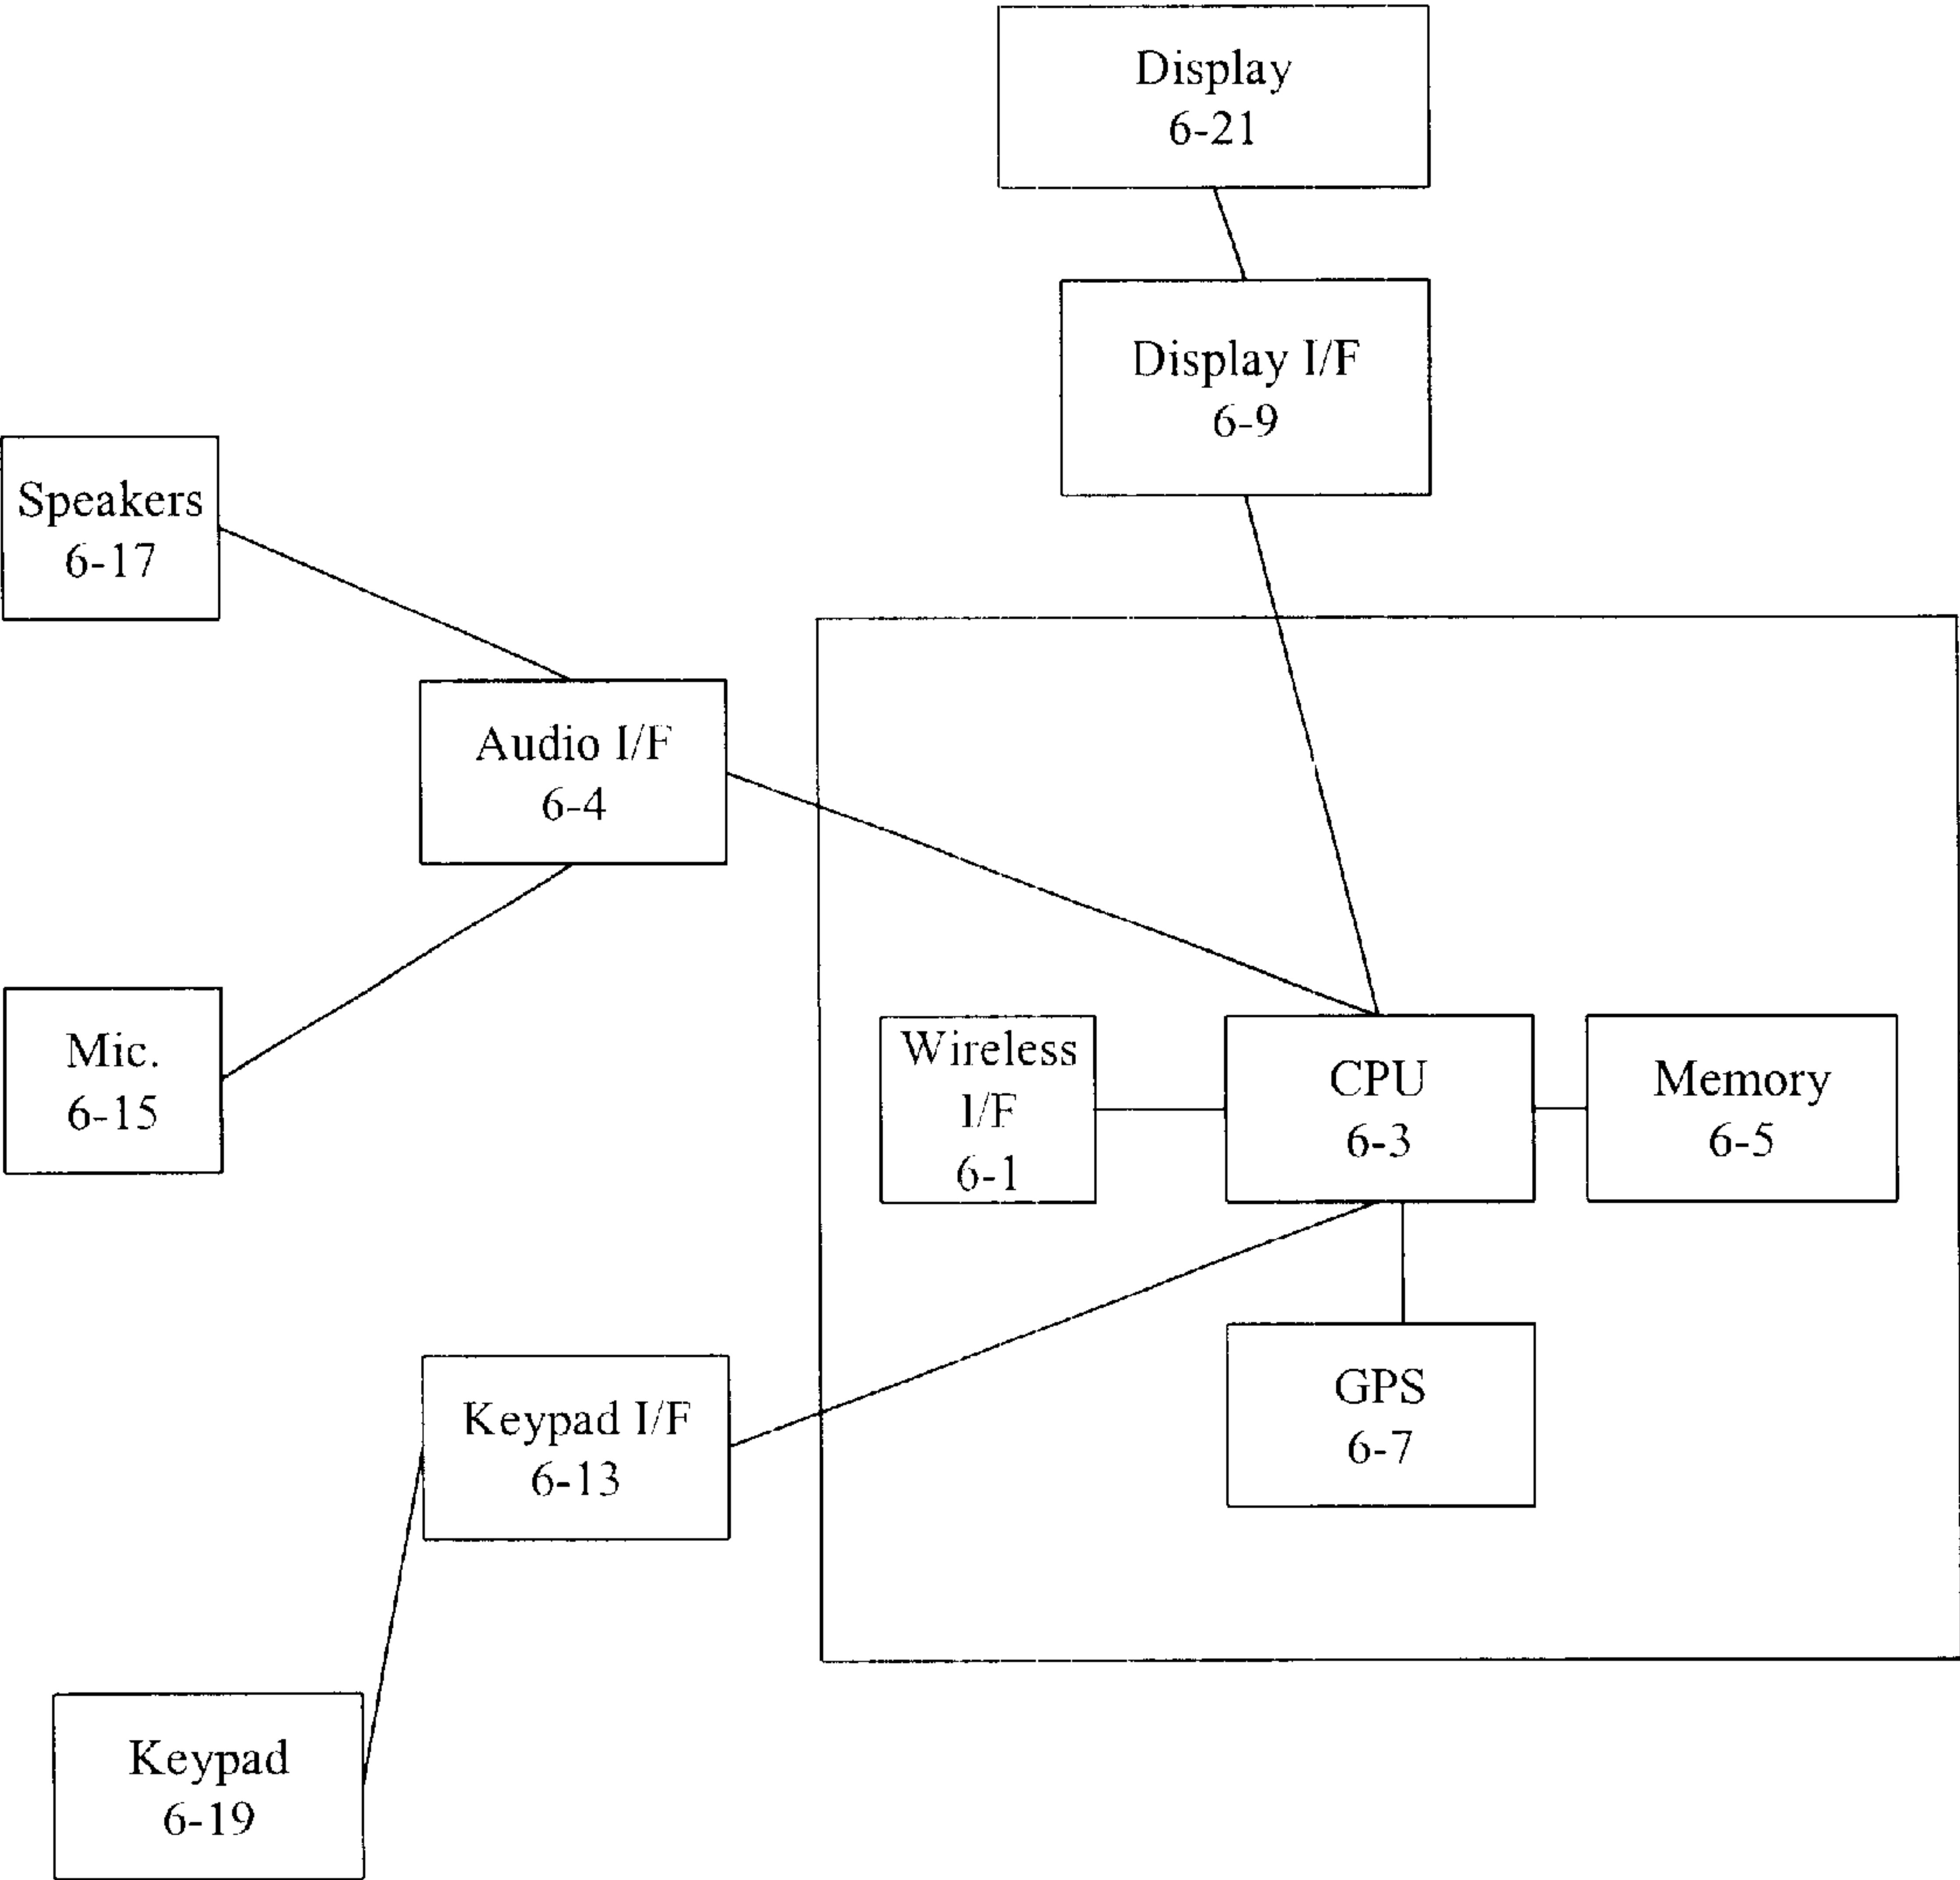 Display
6-21
Display I/F
6-9
Speakers
6-17
Audio I/F
6-4
Mic.
6-15
Wireless
I/F
6-1
CPU
6-3
Memory
6-5
GPS
6-7
Keypad I/F
6-13
Keypad
6-19